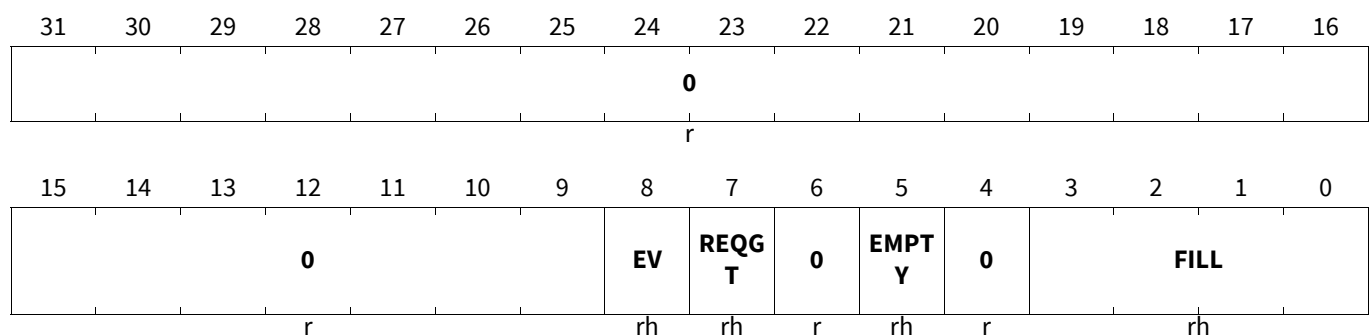 31 30 29 28 27 26 25 24 23 22 21 20 19 18 17 16
0
r
15 14 13 12 11 10 9 8 7 6 5 4 3 2 1 0
0 EV REQG
T 0 EMPT
Y 0 FILL
r rh rh r rh r rh